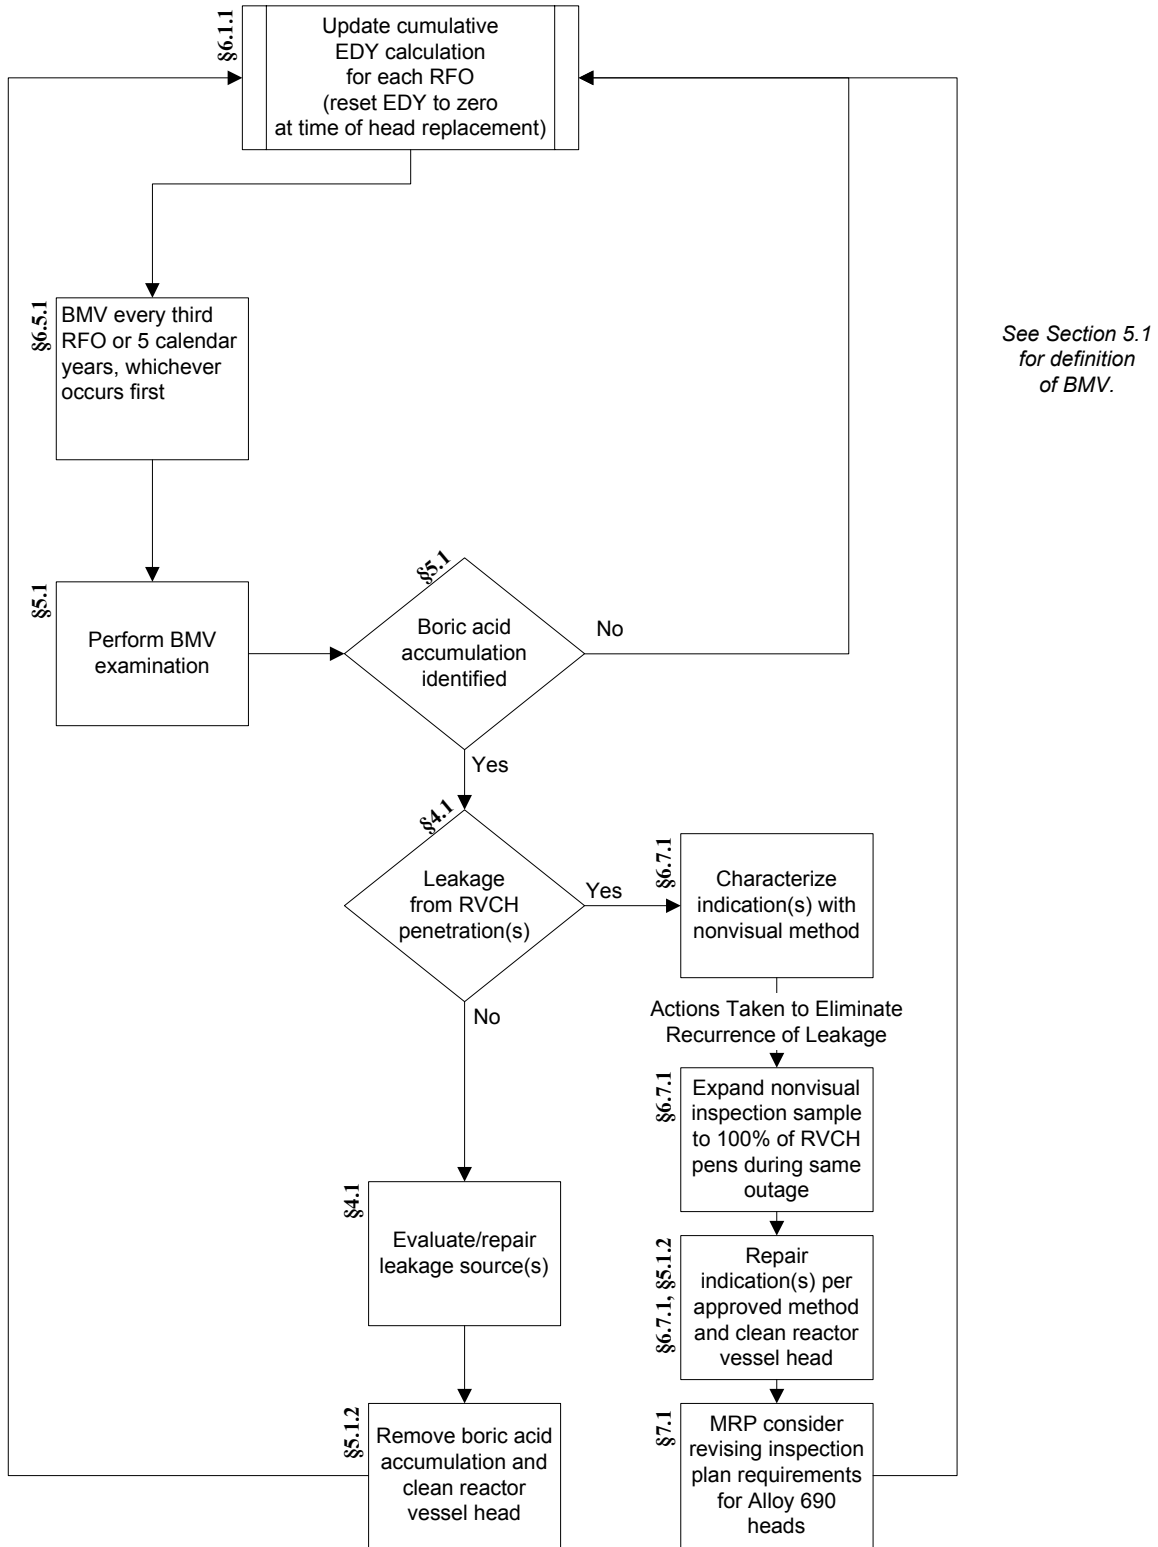 §6.1.1
Update cumulative
EDY calculation
for each RFO
(reset EDY to zero
at time of head replacement)
§6.5.1
BMV every third
RFO or 5 calendar
years, whichever
occurs first
See Section 5.1
for definition
of BMV.
§5.1
Perform BMV
examination
§5.1
Boric acid
accumulation
identified
No
Yes
§4.1
Leakage
from RVCH
penetration(s)
Yes
No
§6.7.1
Characterize
indication(s) with
nonvisual method
Actions Taken to Eliminate
Recurrence of Leakage
§6.7.1
Expand nonvisual
inspection sample
to 100% of RVCH
pens during same
outage
§4.1
Evaluate/repair
leakage source(s)
§6.7.1, §5.1.2
Repair
indication(s) per
approved method
and clean reactor
vessel head
§5.1.2
Remove boric acid
accumulation and
clean reactor
vessel head
§7.1
MRP consider
revising inspection
plan requirements
for Alloy 690
heads